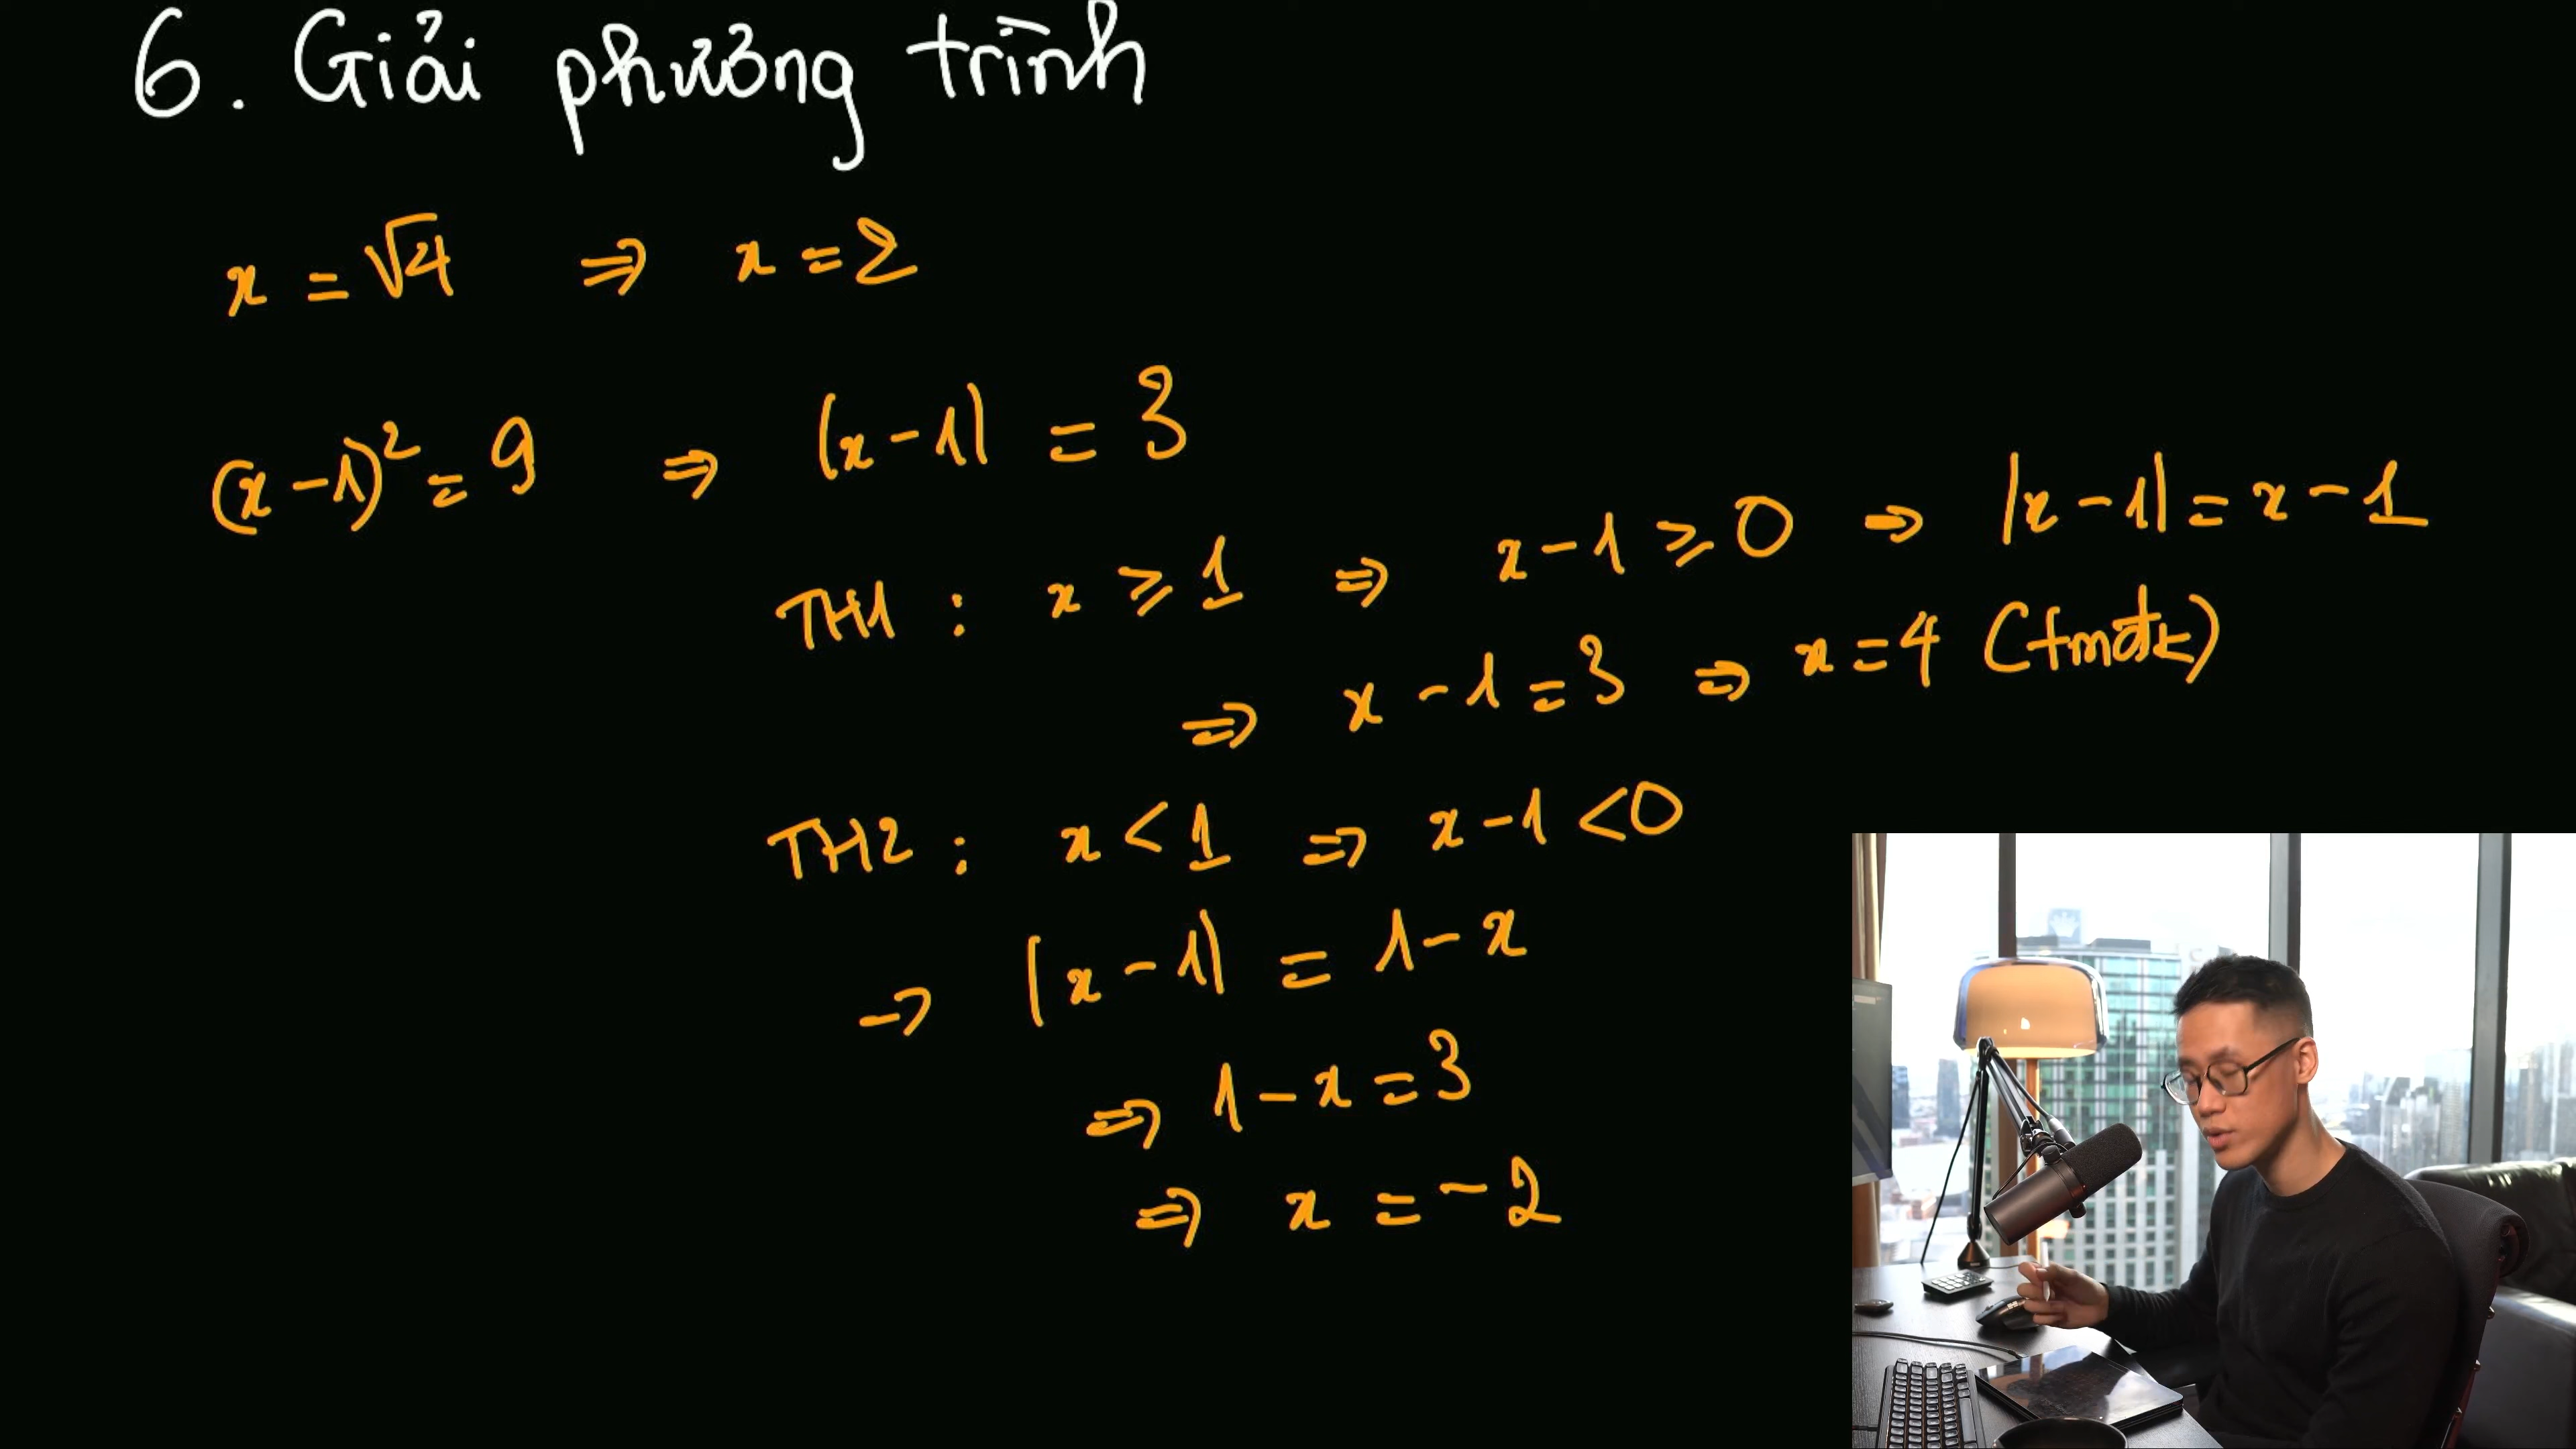 6. Giải phương trình
x = √4 ⇒ x = 2
(x - 1)² = 9 ⇒ |x - 1| = 3
TH1 : x ≥ 1 ⇒ x - 1 ≥ 0 ⇒ |x - 1| = x - 1
⇒ x - 1 = 3 ⇒ x = 4 (tmđk)
TH2 : x < 1 ⇒ x - 1 < 0
→ |x - 1| = 1 - x
⇒ 1 - x = 3
⇒ x = -2